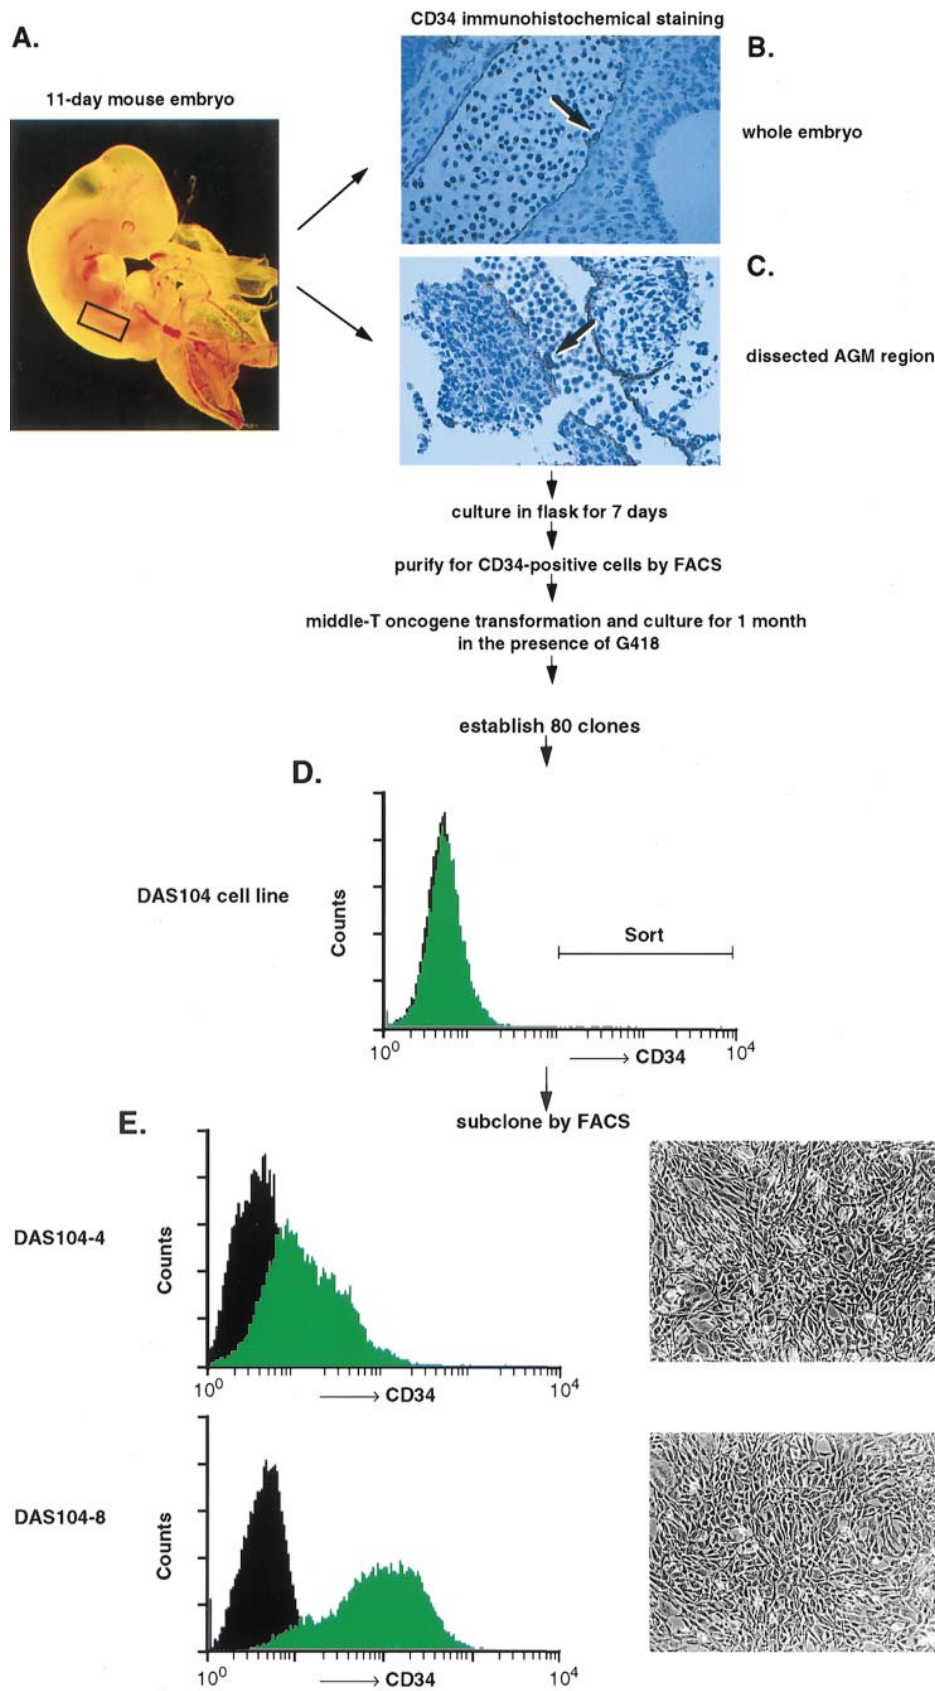 CD34 immunohistochemical staining
A.
B.
11-day mouse embryo
whole embryo
C.
dissected AGM region
culture in flask for 7 days
purify for CD34-positive cells by FACS
middle-T oncogene transformation and culture for 1 month
in the presence of G418
establish 80 clones
D.
DAS104 cell line
Counts
Sort
10⁰
10⁴
CD34
subclone by FACS
E.
DAS104-4
Counts
10⁰
10⁴
CD34
DAS104-8
Counts
10⁰
10⁴
CD34